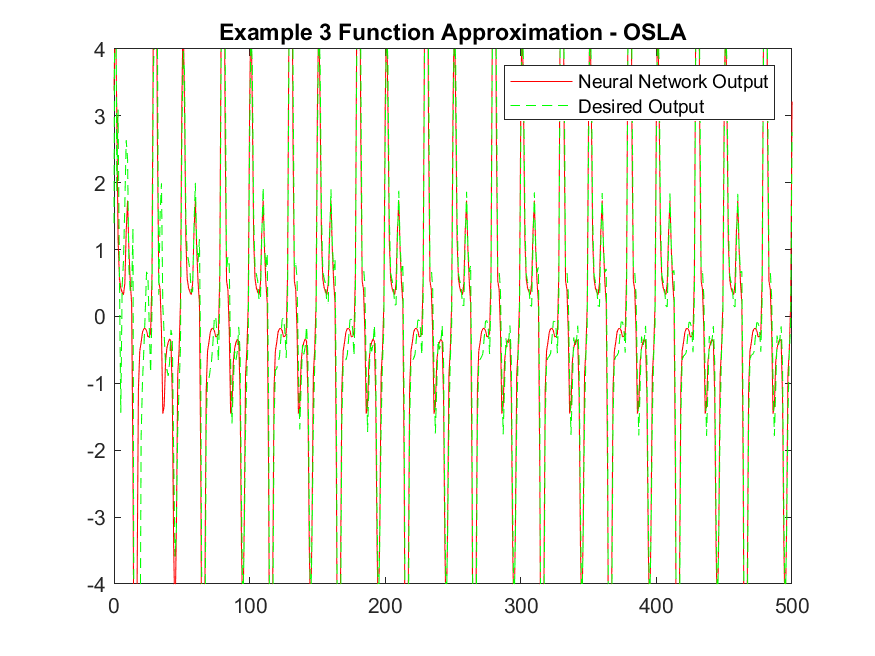 Example 3 Function Approximation - OSLA
Neural Network Output
Desired Output
4
3
2
1
0
-1
-2
-3
-4
0 100 200 300 400 500